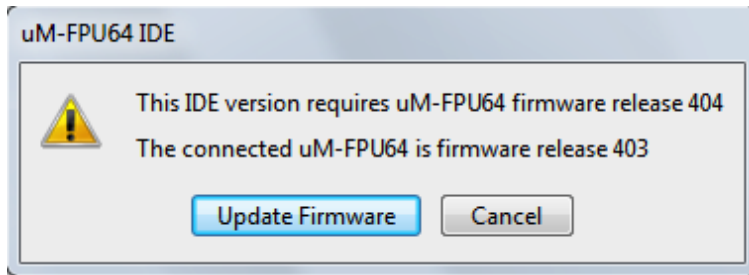 uM-FPU64 IDE
This IDE version requires uM-FPU64 firmware release 404
The connected uM-FPU64 is firmware release 403
Update Firmware
Cancel